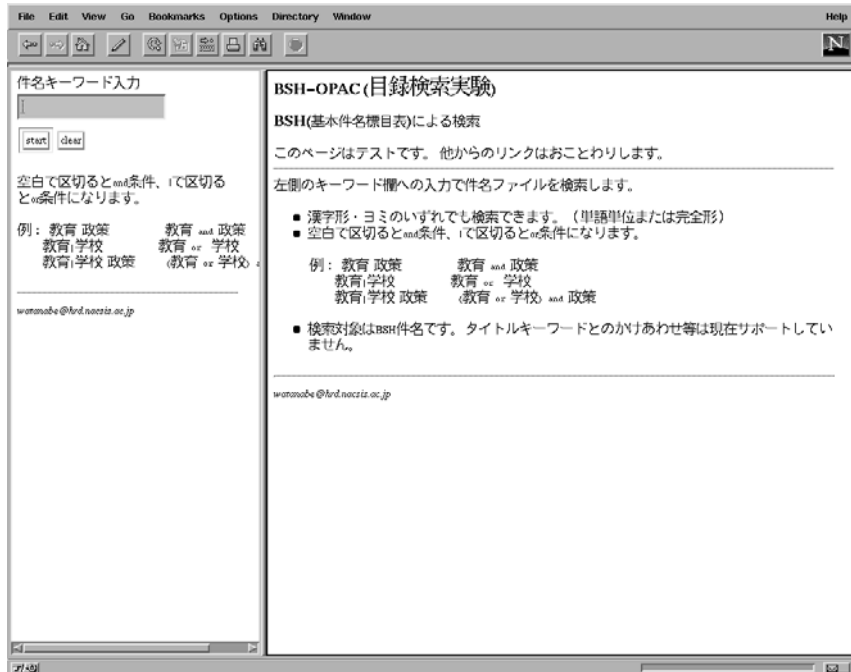 File Edit View Go Bookmarks Options Directory Window Help
N
件名キーワード入力
start clear
空白で区切るとand条件、|で区切る
とor条件になります。
例： 教育 政策 教育 and 政策
教育|学校 教育 or 学校
教育|学校 政策 (教育 or 学校) a
watanabe@hrd.nacsis.ac.jp
BSH-OPAC(目録検索実験)
BSH(基本件名標目表)による検索
このページはテストです。 他からのリンクはおことわりします。
左側のキーワード欄への入力で件名ファイルを検索します。
漢字形・ヨミのいずれでも検索できます。（単語単位または完全形）
空白で区切るとand条件、|で区切るとor条件になります。
例： 教育 政策 教育 and 政策
教育|学校 教育 or 学校
教育|学校 政策 (教育 or 学校) and 政策
検索対象はBSH件名です。 タイトルキーワードとのかけあわせ等は現在サポートしてい
ません。
watanabe@hrd.nacsis.ac.jp